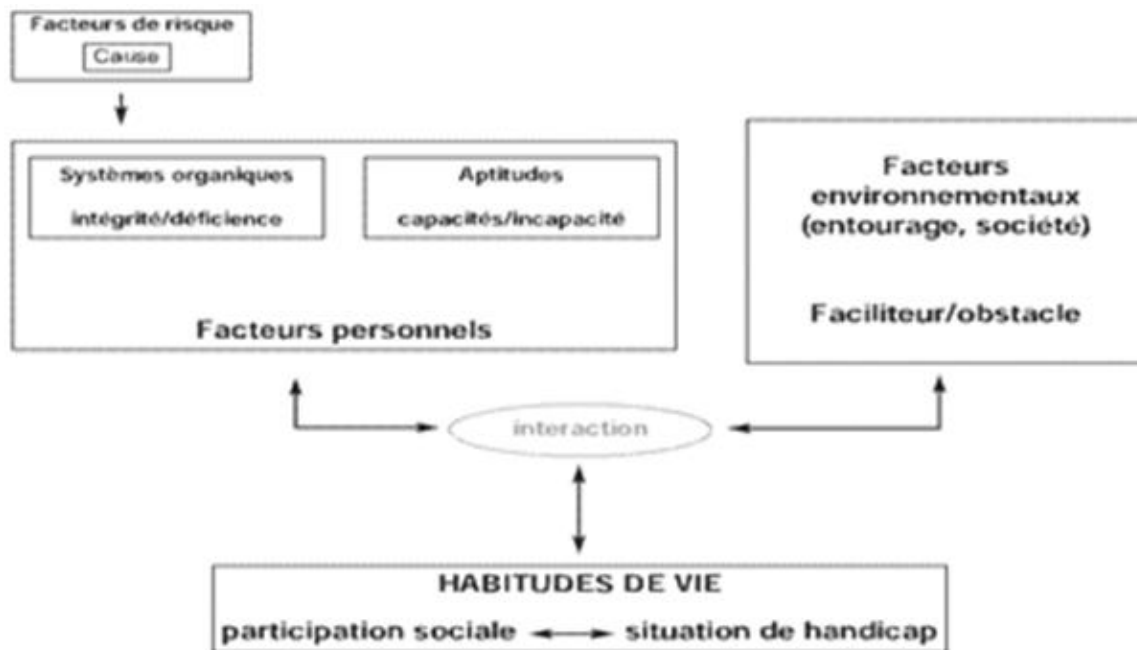 Facteurs de risque
Cause
Systèmes organiques
intégrité/déficience
Aptitudes
capacités/incapacité
Facteurs personnels
Facteurs
environnementaux
(entourage, société)
Faciliteur/obstacle
interaction
HABITUDES DE VIE
participation sociale situation de handicap